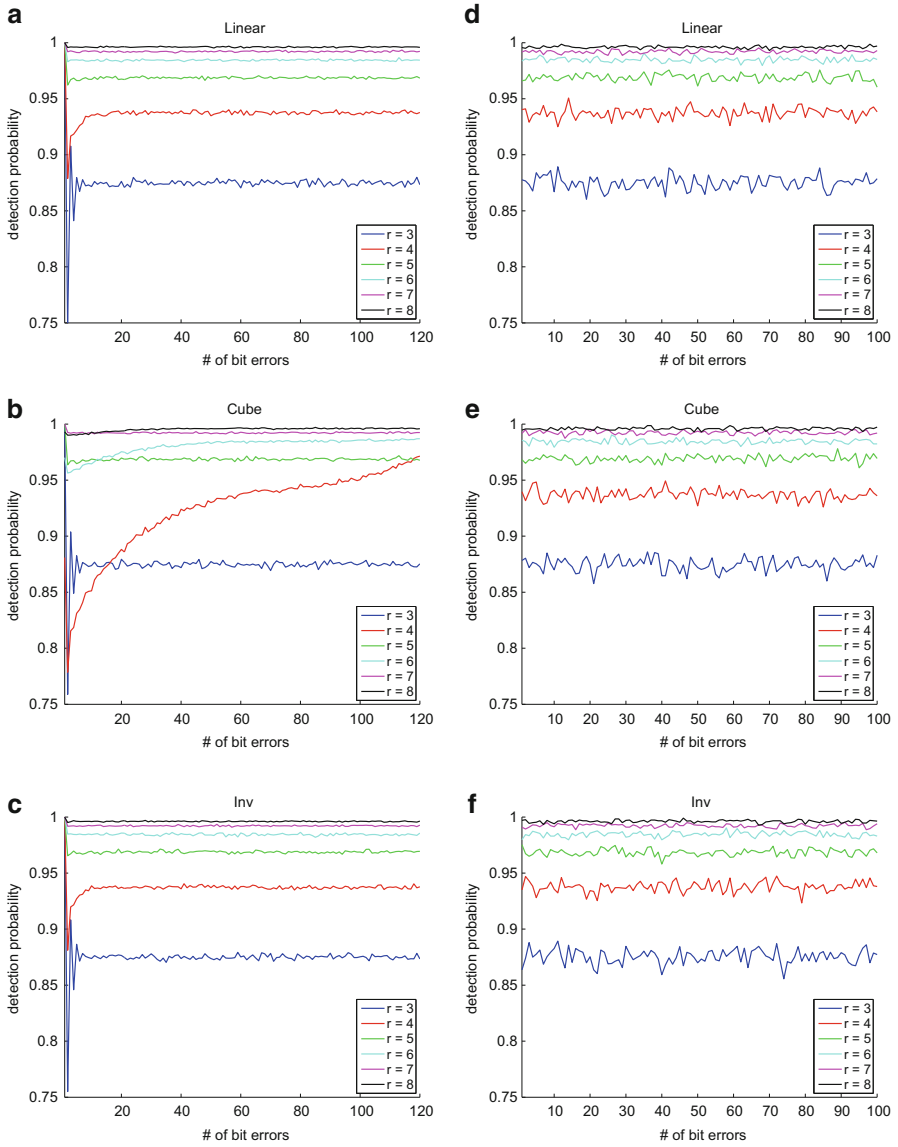 a
Linear
1
0.95
0.9
0.85
0.8
0.75
detection probability
20 40 60 80 100 120
# of bit errors
r = 3
r = 4
r = 5
r = 6
r = 7
r = 8
d
Linear
1
0.95
0.9
0.85
0.8
0.75
detection probability
10 20 30 40 50 60 70 80 90 100
# of bit errors
r = 3
r = 4
r = 5
r = 6
r = 7
r = 8
b
Cube
1
0.95
0.9
0.85
0.8
0.75
detection probability
20 40 60 80 100 120
# of bit errors
r = 3
r = 4
r = 5
r = 6
r = 7
r = 8
e
Cube
1
0.95
0.9
0.85
0.8
0.75
detection probability
10 20 30 40 50 60 70 80 90 100
# of bit errors
r = 3
r = 4
r = 5
r = 6
r = 7
r = 8
c
Inv
1
0.95
0.9
0.85
0.8
0.75
detection probability
20 40 60 80 100 120
# of bit errors
r = 3
r = 4
r = 5
r = 6
r = 7
r = 8
f
Inv
1
0.95
0.9
0.85
0.8
0.75
detection probability
10 20 30 40 50 60 70 80 90 100
# of bit errors
r = 3
r = 4
r = 5
r = 6
r = 7
r = 8